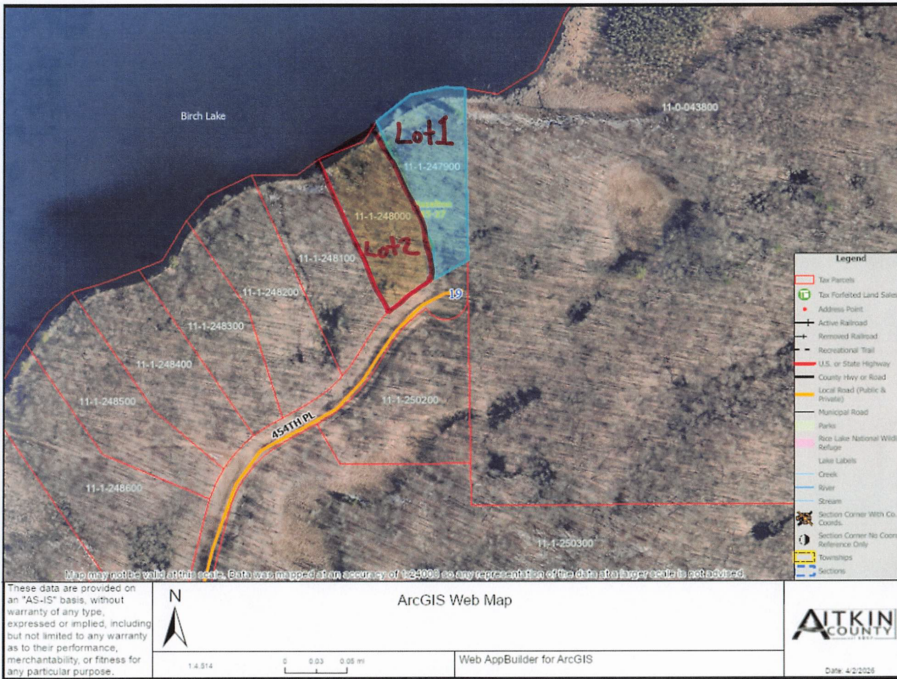 Birch Lake
11-0-043800
Lot1
11-1-247900
11-1-248000
Lot2
11-1-248100
11-1-248200
11-1-248300
11-1-248400
11-1-248500
11-1-248600
19
11-1-250200
454TH PL
11-1-250300
Map may not be valid at this scale. Data was mapped at an accuracy of 1:24000 so any representation of the data at a larger scale is not advised.
Legend
Tax Parcels
Tax Forfeited Land Sales
Address Point
Active Railroad
Removed Railroad
Recreational Trail
U.S. or State Highway
County Hwy or Road
Local Road (Public &
Private)
Municipal Road
Parks
Rice Lake National Wildli
Refuge
Lake Labels
Creek
River
Stream
Section Corner With Co.
Coords.
Section Corner No Coord
Reference Only
Townships
Sections
These data are provided on
an "AS-IS" basis, without
warranty of any type,
expressed or implied, including
but not limited to any warranty
as to their performance,
merchantability, or fitness for
any particular purpose.
N
1:4,514
0 0.03 0.05 mi
ArcGIS Web Map
Web AppBuilder for ArcGIS
AITKIN
COUNTY
Date: 4/2/2026